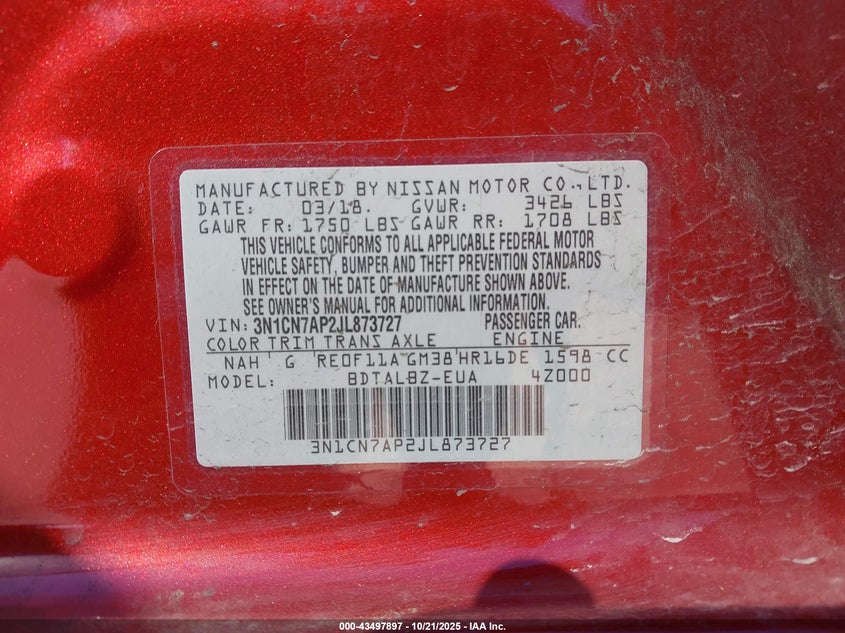 MANUFACTURED BY NISSAN MOTOR CO., LTD.
DATE: 03/18. GVWR: 3426 LBS
GAWR FR: 1750 LBS GAWR RR: 1708 LBS
THIS VEHICLE CONFORMS TO ALL APPLICABLE FEDERAL MOTOR
VEHICLE SAFETY, BUMPER AND THEFT PREVENTION STANDARDS
IN EFFECT ON THE DATE OF MANUFACTURE SHOWN ABOVE.
SEE OWNER'S MANUAL FOR ADDITIONAL INFORMATION.
VIN: 3N1CN7AP2JL873727 PASSENGER CAR.
COLOR TRIM TRANS AXLE ENGINE
NAH G RE0F11A GM38 HR16DE 1598 CC
MODEL: BDTALBZ-EUA 4Z000
3N1CN7AP2JL873727
000-43497897 - 10/21/2025 - IAA Inc.